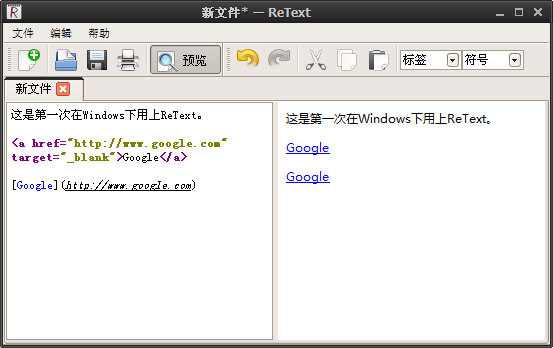 新文件* — ReText
文件 编辑 帮助
预览 标签 符号
新文件
这是第一次在Windows下用上ReText。
<a href="http://www.google.com"
target="_blank">Google</a>
[Google](http://www.google.com)
这是第一次在Windows下用上ReText。
Google
Google